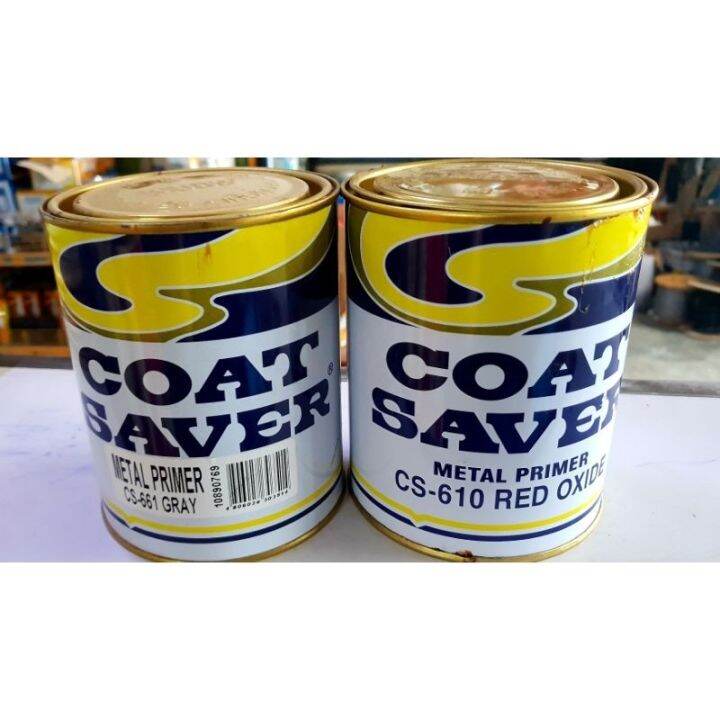 COAT
SAVER®
METAL PRIMER
CS-661 GRAY
10890769
COAT
SAVER
METAL PRIMER
CS-610 RED OXIDE